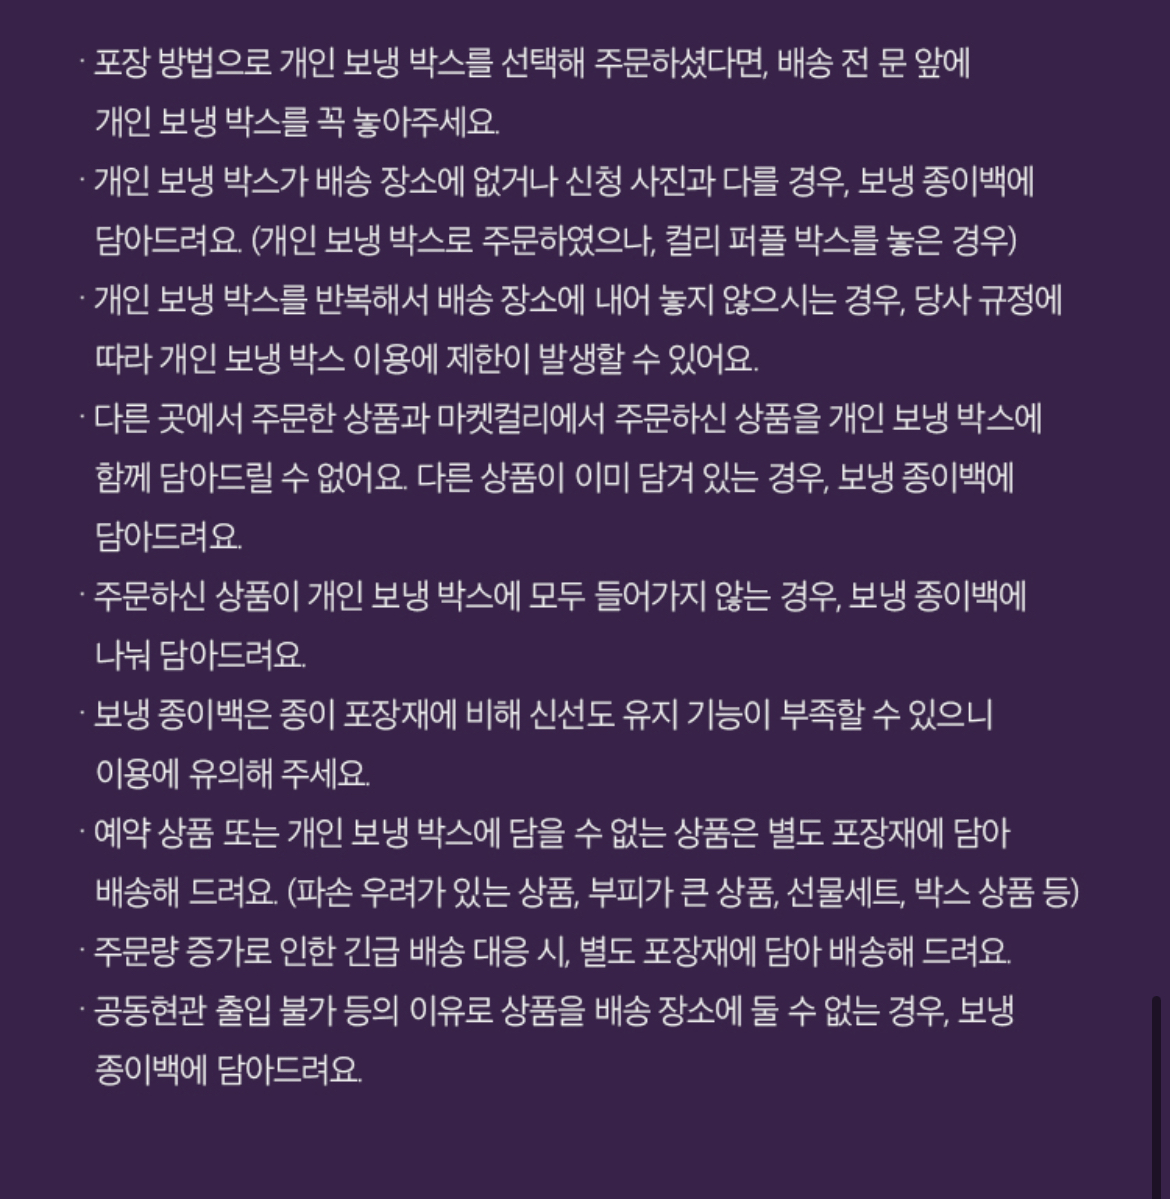 · 포장 방법으로 개인 보냉 박스를 선택해 주문하셨다면, 배송 전 문 앞에
개인 보냉 박스를 꼭 놓아주세요.
· 개인 보냉 박스가 배송 장소에 없거나 신청 사진과 다를 경우, 보냉 종이백에
담아드려요. (개인 보냉 박스로 주문하였으나, 컬리 퍼플 박스를 놓은 경우)
· 개인 보냉 박스를 반복해서 배송 장소에 내어 놓지 않으시는 경우, 당사 규정에
따라 개인 보냉 박스 이용에 제한이 발생할 수 있어요.
· 다른 곳에서 주문한 상품과 마켓컬리에서 주문하신 상품을 개인 보냉 박스에
함께 담아드릴 수 없어요. 다른 상품이 이미 담겨 있는 경우, 보냉 종이백에
담아드려요.
· 주문하신 상품이 개인 보냉 박스에 모두 들어가지 않는 경우, 보냉 종이백에
나눠 담아드려요.
· 보냉 종이백은 종이 포장재에 비해 신선도 유지 기능이 부족할 수 있으니
이용에 유의해 주세요.
· 예약 상품 또는 개인 보냉 박스에 담을 수 없는 상품은 별도 포장재에 담아
배송해 드려요. (파손 우려가 있는 상품, 부피가 큰 상품, 선물세트, 박스 상품 등)
· 주문량 증가로 인한 긴급 배송 대응 시, 별도 포장재에 담아 배송해 드려요.
· 공동현관 출입 불가 등의 이유로 상품을 배송 장소에 둘 수 없는 경우, 보냉
종이백에 담아드려요.